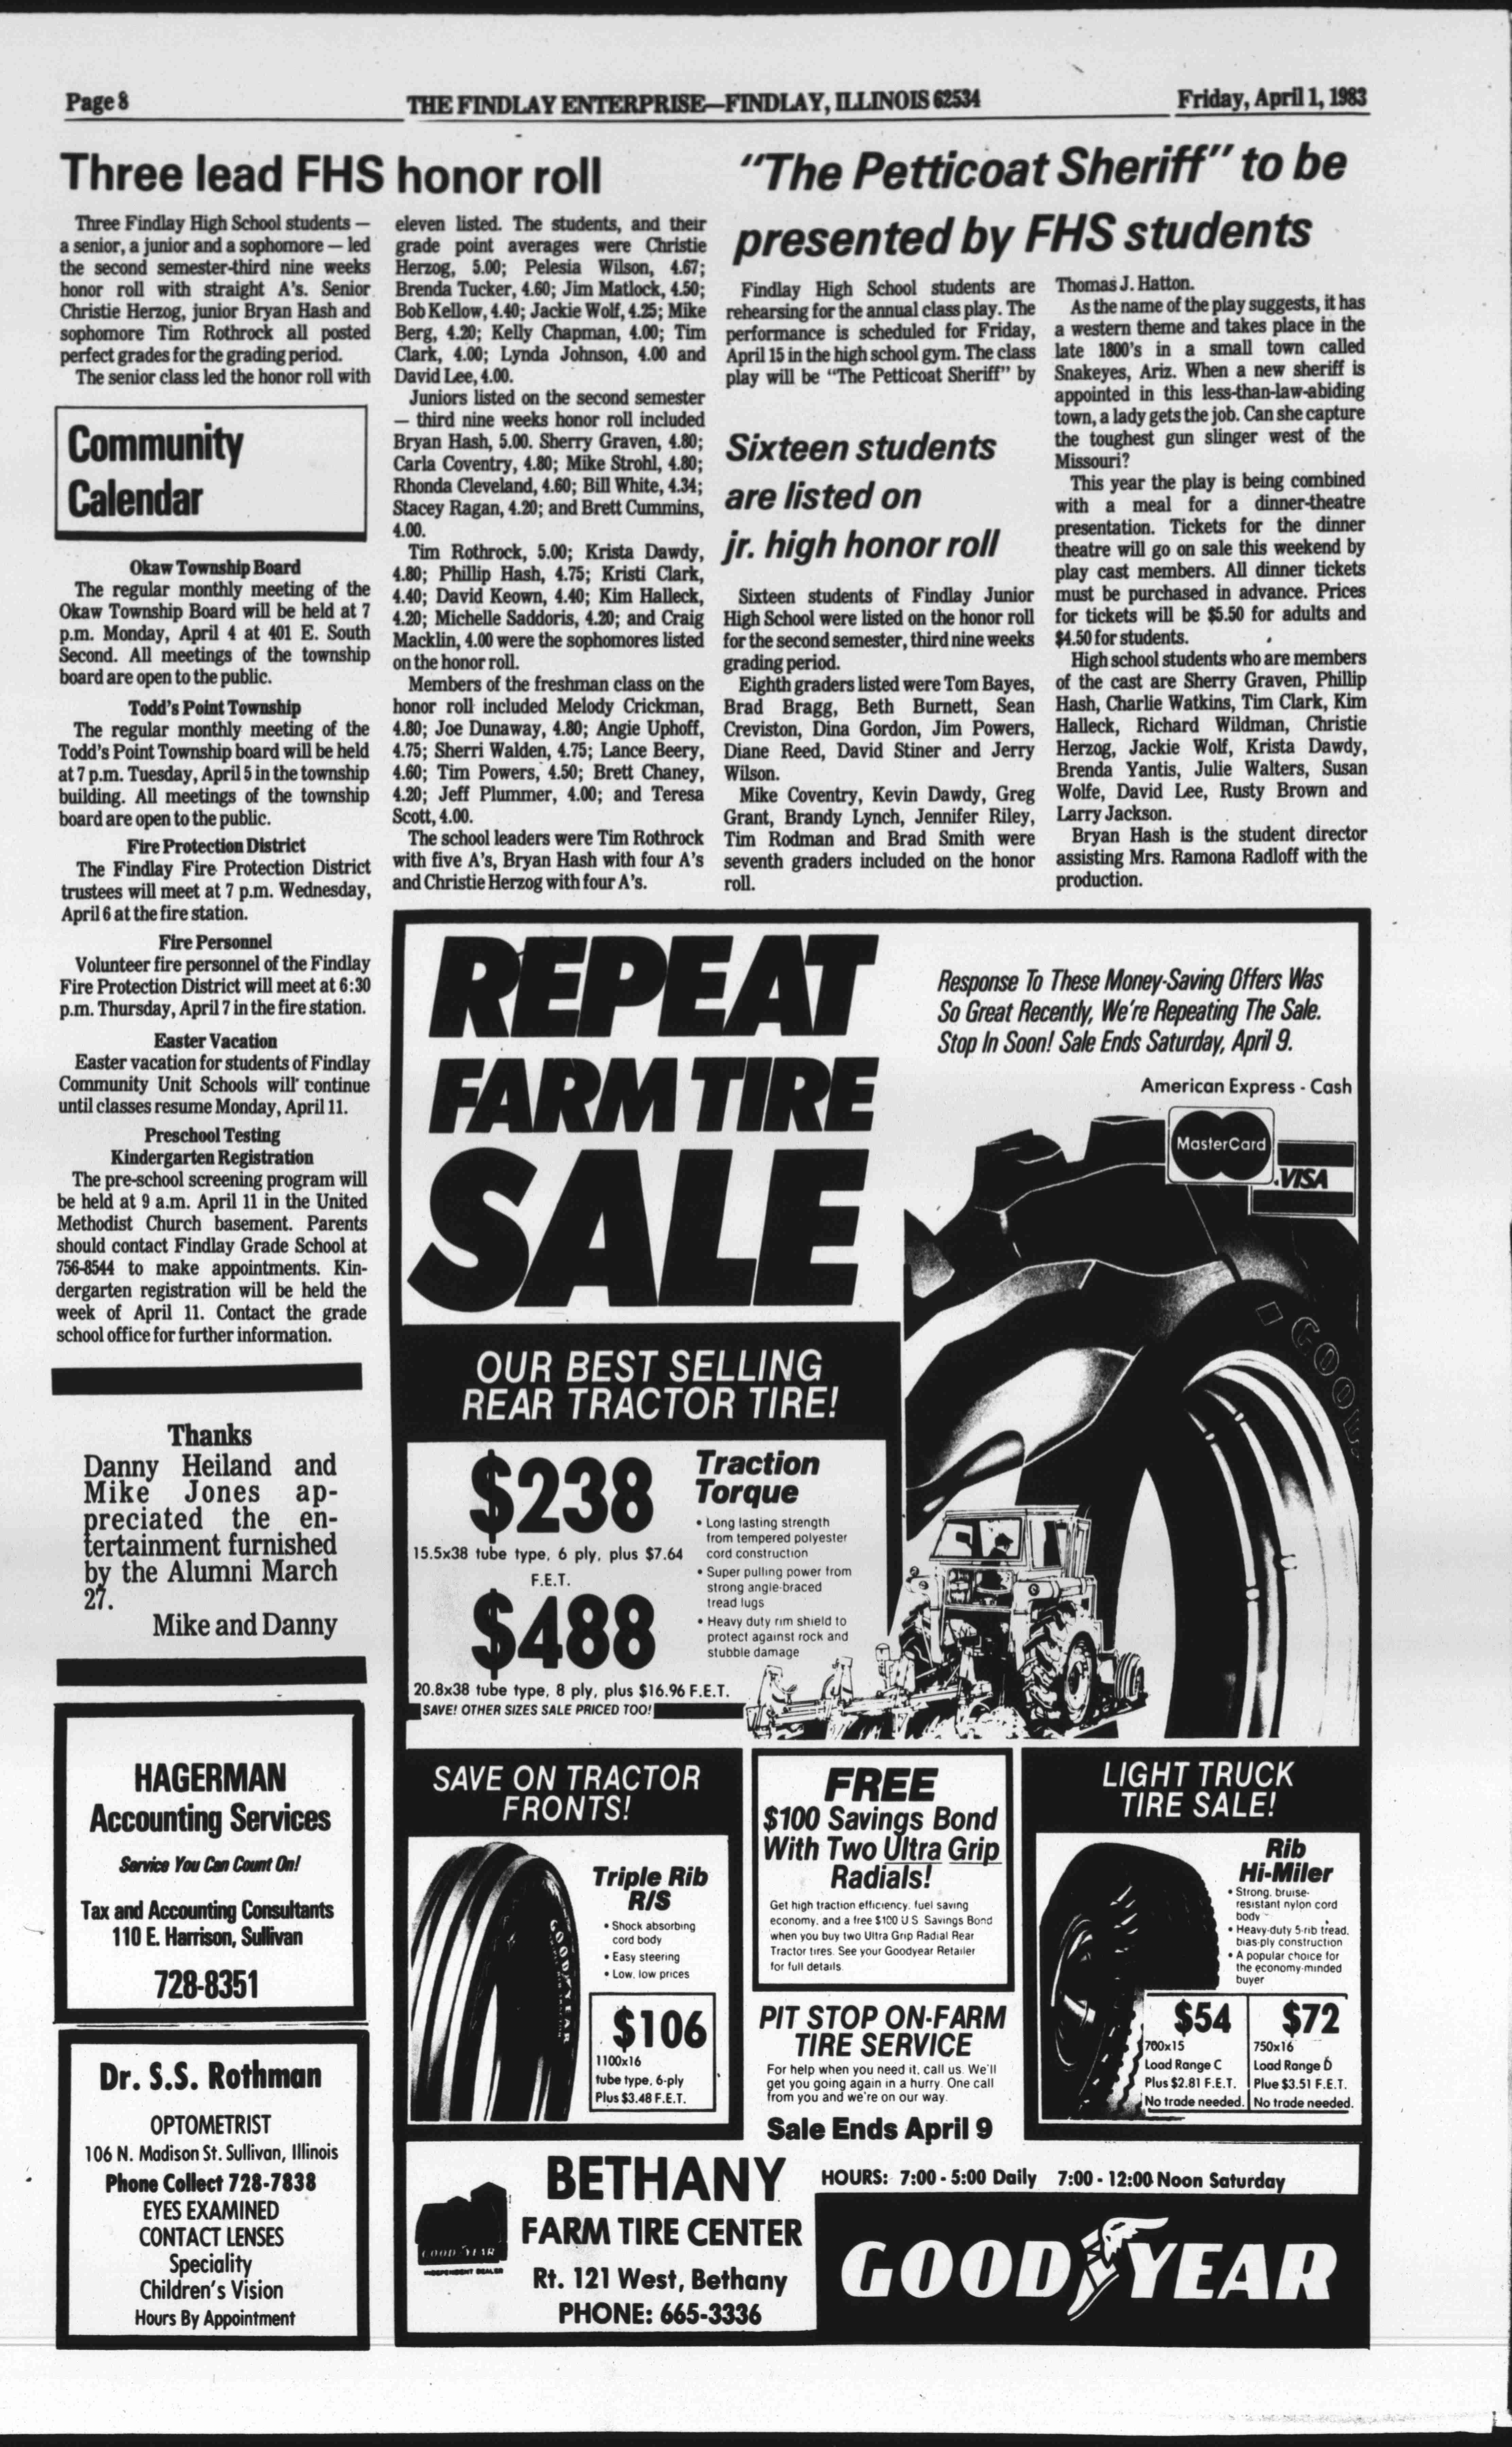 Page 8
THE FINDLAY ENTERPRISE—FINDLAY, ILLINOIS 62534
Friday, April 1, 1983
Three lead FHS honor roll
Three Findlay High School students —
a senior, a junior and a sophomore — led
the second semester-third nine weeks
honor roll with straight A's. Senior
Christie Herzog, junior Bryan Hash and
sophomore Tim Rothrock all posted
perfect grades for the grading period.
The senior class led the honor roll with
eleven listed. The students, and their
grade point averages were Christie
Herzog, 5.00; Pelesia Wilson, 4.67;
Brenda Tucker, 4.60; Jim Matlock, 4.50;
Bob Kellow, 4.40; Jackie Wolf, 4.25; Mike
Berg, 4.20; Kelly Chapman, 4.00; Tim
Clark, 4.00; Lynda Johnson, 4.00 and
David Lee, 4.00.
Juniors listed on the second semester
— third nine weeks honor roll included
Bryan Hash, 5.00. Sherry Graven, 4.80;
Carla Coventry, 4.80; Mike Strohl, 4.80;
Rhonda Cleveland, 4.60; Bill White, 4.34;
Stacey Ragan, 4.20; and Brett Cummins,
4.00.
Tim Rothrock, 5.00; Krista Dawdy,
4.80; Phillip Hash, 4.75; Kristi Clark,
4.40; David Keown, 4.40; Kim Halleck,
4.20; Michelle Saddoris, 4.20; and Craig
Macklin, 4.00 were the sophomores listed
on the honor roll.
Members of the freshman class on the
honor roll included Melody Crickman,
4.80; Joe Dunaway, 4.80; Angie Uphoff,
4.75; Sherri Walden, 4.75; Lance Beery,
4.60; Tim Powers, 4.50; Brett Chaney,
4.20; Jeff Plummer, 4.00; and Teresa
Scott, 4.00.
The school leaders were Tim Rothrock
with five A's, Bryan Hash with four A's
and Christie Herzog with four A's.
Community
Calendar
Okaw Township Board
The regular monthly meeting of the
Okaw Township Board will be held at 7
p.m. Monday, April 4 at 401 E. South
Second. All meetings of the township
board are open to the public.
Todd's Point Township
The regular monthly meeting of the
Todd's Point Township board will be held
at 7 p.m. Tuesday, April 5 in the township
building. All meetings of the township
board are open to the public.
Fire Protection District
The Findlay Fire Protection District
trustees will meet at 7 p.m. Wednesday,
April 6 at the fire station.
Fire Personnel
Volunteer fire personnel of the Findlay
Fire Protection District will meet at 6:30
p.m. Thursday, April 7 in the fire station.
Easter Vacation
Easter vacation for students of Findlay
Community Unit Schools will continue
until classes resume Monday, April 11.
Preschool Testing
Kindergarten Registration
The pre-school screening program will
be held at 9 a.m. April 11 in the United
Methodist Church basement. Parents
should contact Findlay Grade School at
756-8544 to make appointments. Kin-
dergarten registration will be held the
week of April 11. Contact the grade
school office for further information.
Thanks
Danny Heiland and
Mike Jones ap-
preciated the en-
tertainment furnished
by the Alumni March
27.
Mike and Danny
HAGERMAN
Accounting Services
Service You Can Count On!
Tax and Accounting Consultants
110 E. Harrison, Sullivan
728-8351
Dr. S.S. Rothman
OPTOMETRIST
106 N. Madison St. Sullivan, Illinois
Phone Collect 728-7838
EYES EXAMINED
CONTACT LENSES
Speciality
Children's Vision
Hours By Appointment
"The Petticoat Sheriff" to be
presented by FHS students
Findlay High School students are
rehearsing for the annual class play. The
performance is scheduled for Friday,
April 15 in the high school gym. The class
play will be "The Petticoat Sheriff" by
Thomas J. Hatton.
As the name of the play suggests, it has
a western theme and takes place in the
late 1800's in a small town called
Snakeyes, Ariz. When a new sheriff is
appointed in this less-than-law-abiding
town, a lady gets the job. Can she capture
the toughest gun slinger west of the
Missouri?
This year the play is being combined
with a meal for a dinner-theatre
presentation. Tickets for the dinner
theatre will go on sale this weekend by
play cast members. All dinner tickets
must be purchased in advance. Prices
for tickets will be $5.50 for adults and
$4.50 for students.
High school students who are members
of the cast are Sherry Graven, Phillip
Hash, Charlie Watkins, Tim Clark, Kim
Halleck, Richard Wildman, Christie
Herzog, Jackie Wolf, Krista Dawdy,
Brenda Yantis, Julie Walters, Susan
Wolfe, David Lee, Rusty Brown and
Larry Jackson.
Bryan Hash is the student director
assisting Mrs. Ramona Radloff with the
production.
Sixteen students
are listed on
jr. high honor roll
Sixteen students of Findlay Junior
High School were listed on the honor roll
for the second semester, third nine weeks
grading period.
Eighth graders listed were Tom Bayes,
Brad Bragg, Beth Burnett, Sean
Creviston, Dina Gordon, Jim Powers,
Diane Reed, David Stiner and Jerry
Wilson.
Mike Coventry, Kevin Dawdy, Greg
Grant, Brandy Lynch, Jennifer Riley,
Tim Rodman and Brad Smith were
seventh graders included on the honor
roll.
REPEAT
FARM TIRE
SALE
Response To These Money-Saving Offers Was
So Great Recently, We're Repeating The Sale.
Stop In Soon! Sale Ends Saturday, April 9.
American Express - Cash
MasterCard
VISA
GOODY
OUR BEST SELLING
REAR TRACTOR TIRE!
$238
15.5x38 tube type, 6 ply, plus $7.64
F.E.T.
$488
20.8x38 tube type, 8 ply, plus $16.96 F.E.T.
SAVE! OTHER SIZES SALE PRICED TOO!
Traction
Torque
• Long lasting strength
from tempered polyester
cord construction
• Super pulling power from
strong angle-braced
tread lugs
• Heavy duty rim shield to
protect against rock and
stubble damage
SAVE ON TRACTOR
FRONTS!
GOODYEAR
Triple Rib
R/S
• Shock absorbing
cord body
• Easy steering
• Low, low prices
$106
1100x16
tube type, 6-ply
Plus $3.48 F.E.T.
FREE
$100 Savings Bond
With Two Ultra Grip
Radials!
Get high traction efficiency, fuel saving
economy, and a free $100 U S Savings Bond
when you buy two Ultra Grip Radial Rear
Tractor tires. See your Goodyear Retailer
for full details.
PIT STOP ON-FARM
TIRE SERVICE
For help when you need it, call us. We'll
get you going again in a hurry. One call
from you and we're on our way.
Sale Ends April 9
LIGHT TRUCK
TIRE SALE!
Rib
Hi-Miler
• Strong, bruise-
resistant nylon cord
body
• Heavy-duty 5-rib tread,
bias-ply construction
• A popular choice for
the economy-minded
buyer
$54
700x15
Load Range C
Plus $2.81 F.E.T.
No trade needed.
$72
750x16
Load Range D
Plue $3.51 F.E.T.
No trade needed.
GOOD YEAR
INDEPENDENT DEALER
BETHANY
FARM TIRE CENTER
Rt. 121 West, Bethany
PHONE: 665-3336
HOURS: 7:00 - 5:00 Daily 7:00 - 12:00 Noon Saturday
GOODYEAR